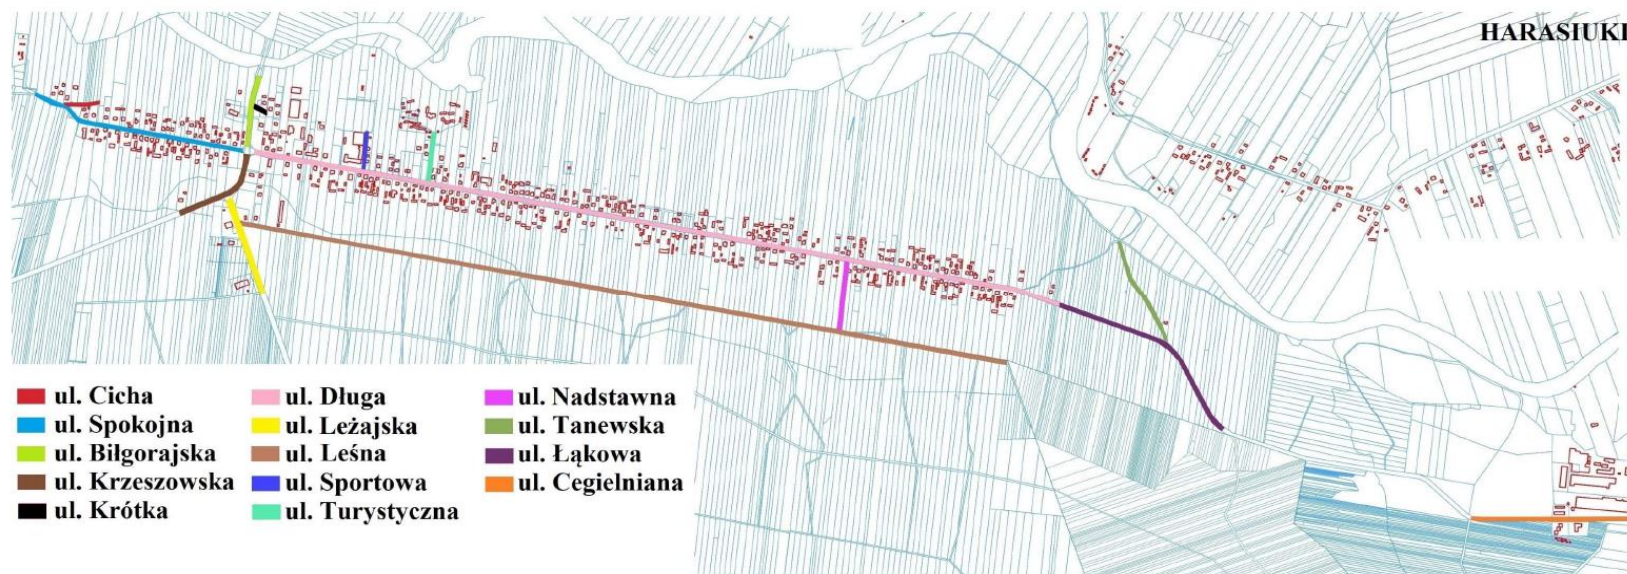 HARASIUKI
ul. Cicha
ul. Spokojna
ul. Biłgorajska
ul. Krzeszowska
ul. Krótka
ul. Długa
ul. Leżajska
ul. Leśna
ul. Sportowa
ul. Turystyczna
ul. Nadstawna
ul. Tanewska
ul. Łąkowa
ul. Cegielniana